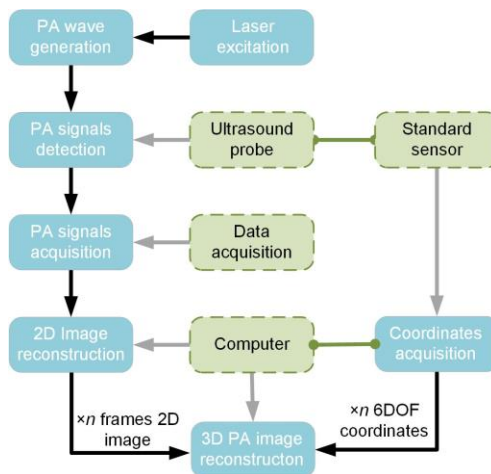 PA wave
generation
Laser
excitation
PA signals
detection
Ultrasound
probe
Standard
sensor
PA signals
acquisition
Data
acquisition
2D Image
reconstruction
Computer
Coordinates
acquisition
×n frames 2D
image
×n 6DOF
coordinates
3D PA image
reconstructon